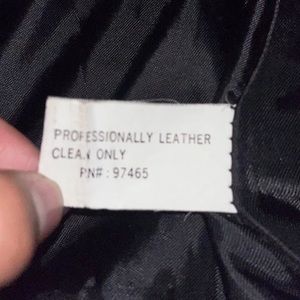 PROFESSIONALLY LEATHER
CLEAN ONLY
PN# : 97465